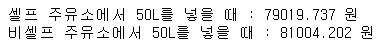 셀프 주유소에서 50L를 넣을 때 : 79019.737 원
비셀프 주유소에서 50L를 넣을 때 : 81004.202 원